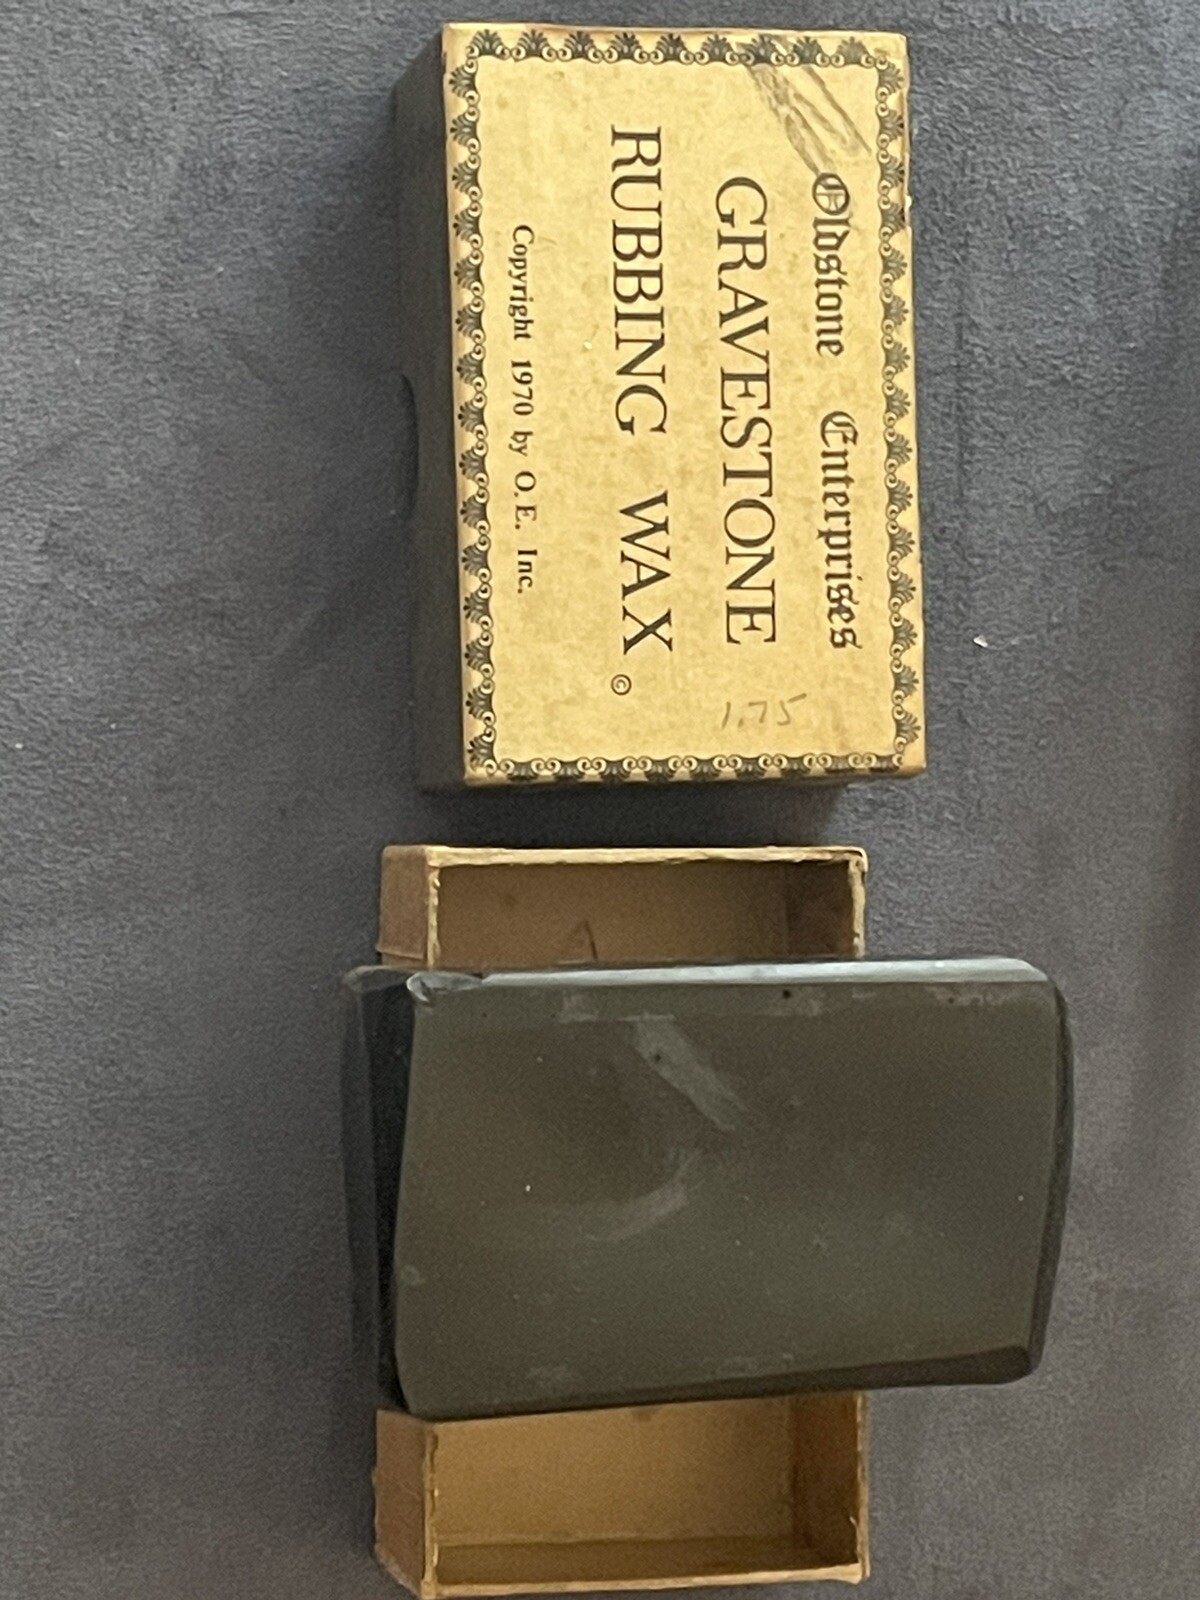 Oldstone Enterprises
GRAVESTONE
RUBBING WAX ©
Copyright 1970 by O.E. Inc.
1.75